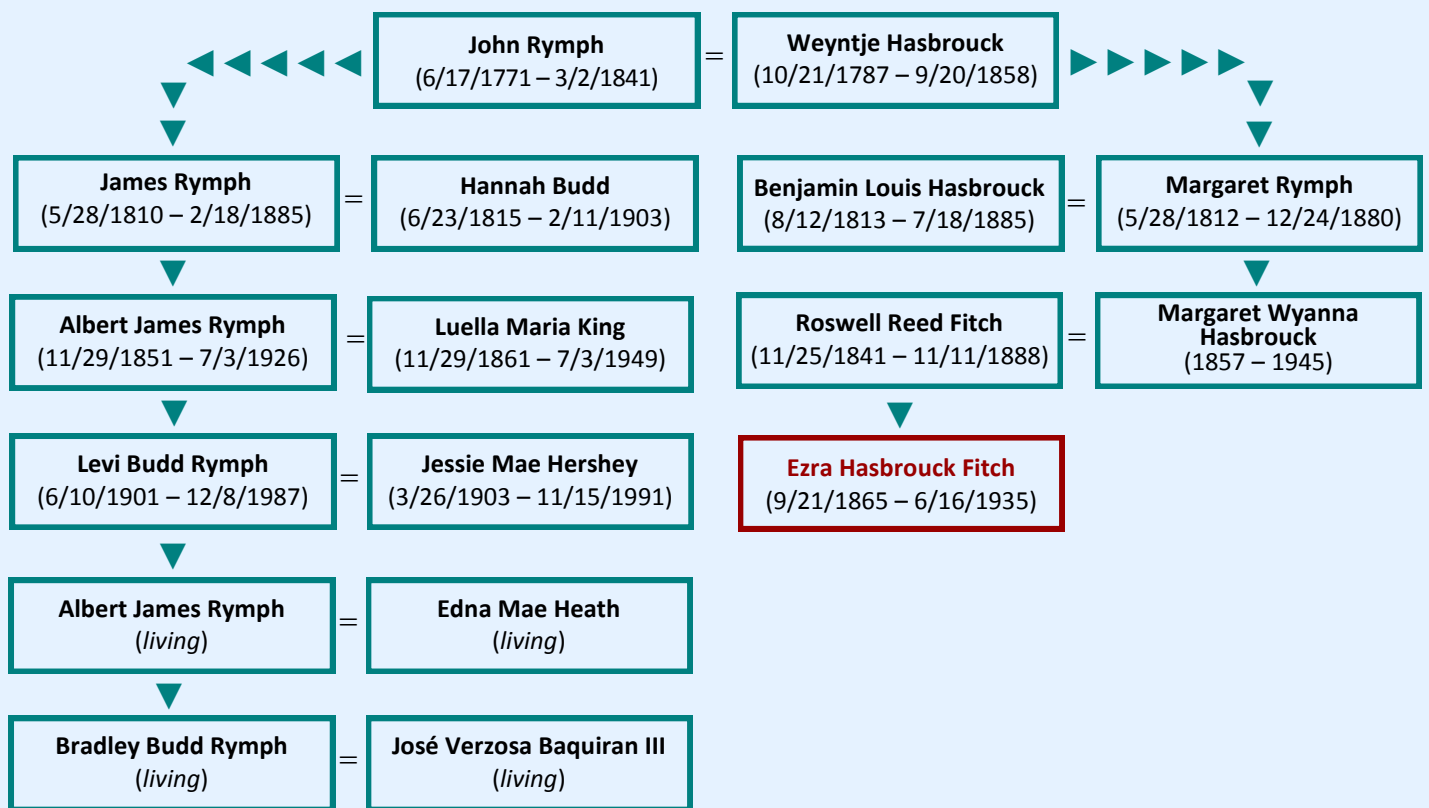 John Rymph
(6/17/1771 – 3/2/1841)
=
Weyntje Hasbrouck
(10/21/1787 – 9/20/1858)
James Rymph
(5/28/1810 – 2/18/1885)
=
Hannah Budd
(6/23/1815 – 2/11/1903)
Benjamin Louis Hasbrouck
(8/12/1813 – 7/18/1885)
=
Margaret Rymph
(5/28/1812 – 12/24/1880)
Albert James Rymph
(11/29/1851 – 7/3/1926)
=
Luella Maria King
(11/29/1861 – 7/3/1949)
Roswell Reed Fitch
(11/25/1841 – 11/11/1888)
=
Margaret Wyanna
Hasbrouck
(1857 – 1945)
Levi Budd Rymph
(6/10/1901 – 12/8/1987)
=
Jessie Mae Hershey
(3/26/1903 – 11/15/1991)
Ezra Hasbrouck Fitch
(9/21/1865 – 6/16/1935)
Albert James Rymph
(living)
=
Edna Mae Heath
(living)
Bradley Budd Rymph
(living)
=
José Verzosa Baquiran III
(living)